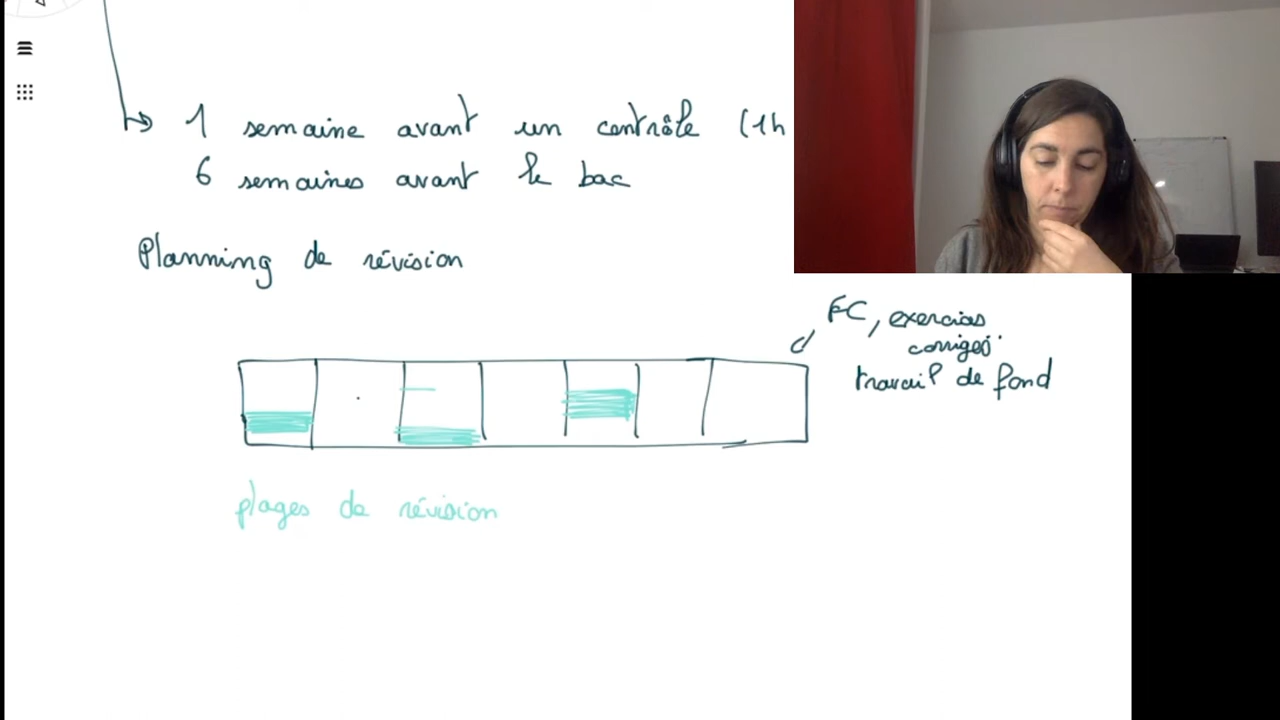 1 semaine avant un contrôle (1h
6 semaines avant le bac
Planning de révision
FC, exercices
corrigés
travail de fond
plages de révision